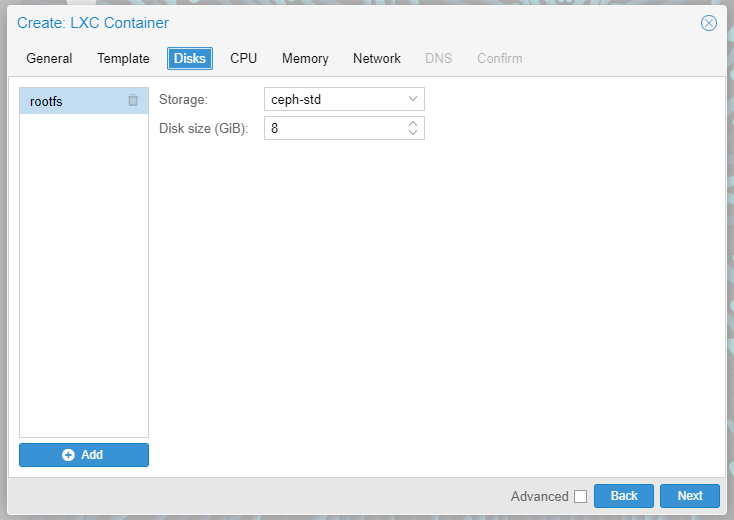 Create: LXC Container
General Template Disks CPU Memory Network DNS Confirm
rootfs
Storage: ceph-std
Disk size (GiB): 8
Add
Advanced Back Next